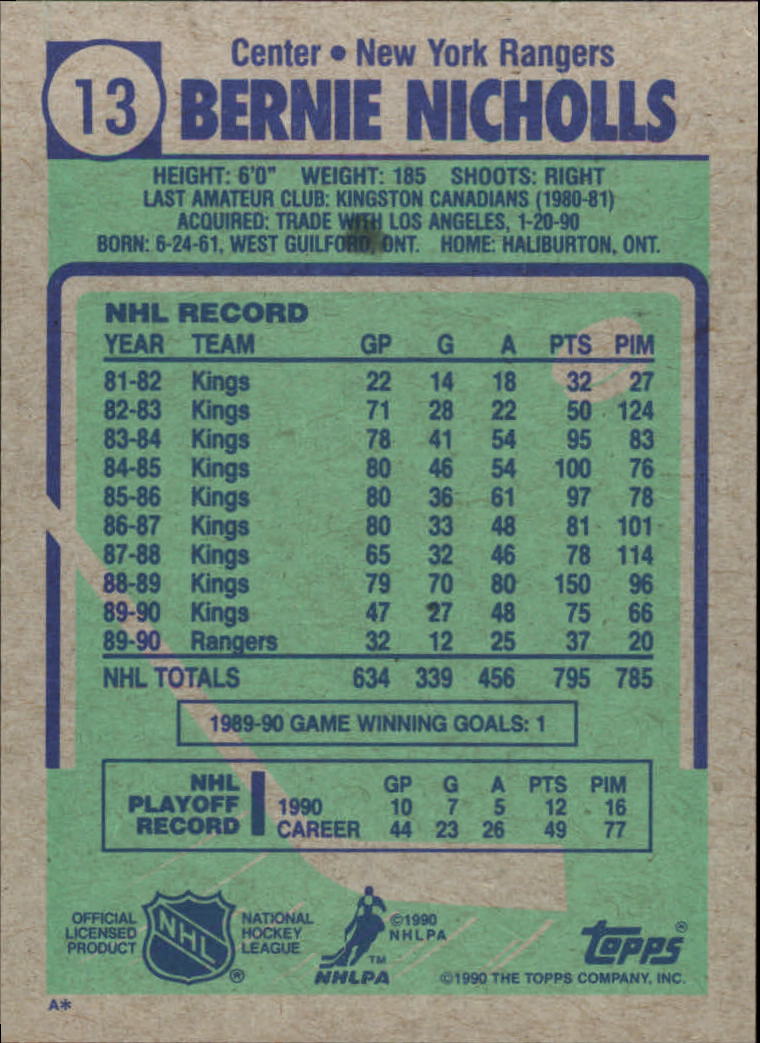 13
Center • New York Rangers
BERNIE NICHOLLS
HEIGHT: 6'0" WEIGHT: 185 SHOOTS: RIGHT
LAST AMATEUR CLUB: KINGSTON CANADIANS (1980-81)
ACQUIRED: TRADE WITH LOS ANGELES, 1-20-90
BORN: 6-24-61, WEST GUILFORD, ONT. HOME: HALIBURTON, ONT.
NHL RECORD
YEAR TEAM GP G A PTS PIM
81-82 Kings 22 14 18 32 27
82-83 Kings 71 28 22 50 124
83-84 Kings 78 41 54 95 83
84-85 Kings 80 46 54 100 76
85-86 Kings 80 36 61 97 78
86-87 Kings 80 33 48 81 101
87-88 Kings 65 32 46 78 114
88-89 Kings 79 70 80 150 96
89-90 Kings 47 27 48 75 66
89-90 Rangers 32 12 25 37 20
NHL TOTALS 634 339 456 795 785
1989-90 GAME WINNING GOALS: 1
NHL PLAYOFF RECORD
GP G A PTS PIM
1990 10 7 5 12 16
CAREER 44 23 26 49 77
OFFICIAL
LICENSED
PRODUCT
NHL
®
NATIONAL
HOCKEY
LEAGUE
TM
NHLPA
©1990
NHLPA
topps®
©1990 THE TOPPS COMPANY, INC.
A*